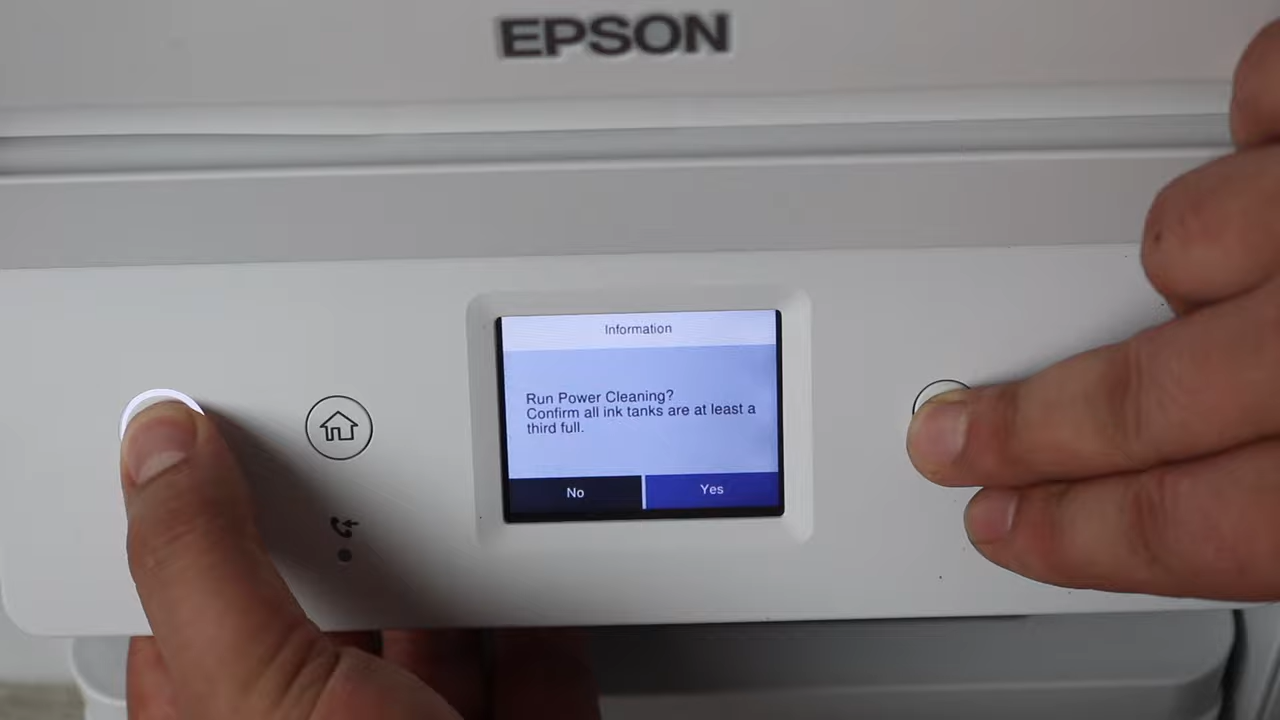 EPSON
Information
Run Power Cleaning?
Confirm all ink tanks are at least a
third full.
No
Yes